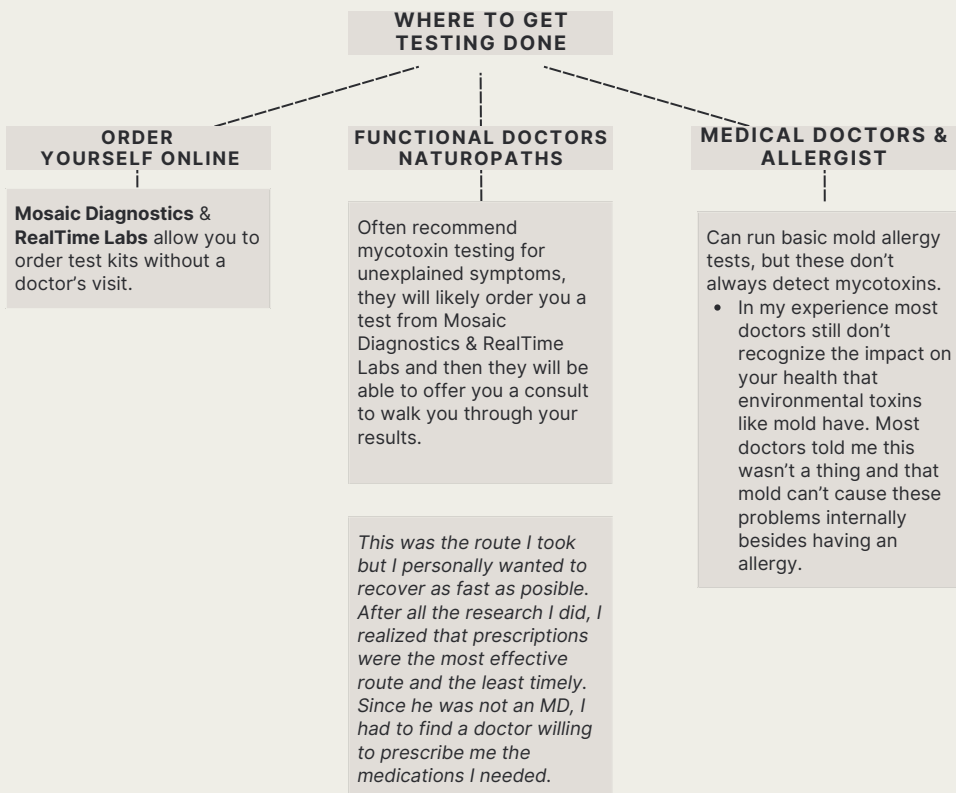 WHERE TO GET
TESTING DONE
ORDER
YOURSELF ONLINE
Mosaic Diagnostics &
RealTime Labs allow you to
order test kits without a
doctor’s visit.
FUNCTIONAL DOCTORS
NATUROPATHS
Often recommend
mycotoxin testing for
unexplained symptoms,
they will likely order you a
test from Mosaic
Diagnostics & RealTime
Labs and then they will be
able to offer you a consult
to walk you through your
results.
This was the route I took
but I personally wanted to
recover as fast as posible.
After all the research I did, I
realized that prescriptions
were the most effective
route and the least timely.
Since he was not an MD, I
had to find a doctor willing
to prescribe me the
medications I needed.
MEDICAL DOCTORS &
ALLERGIST
Can run basic mold allergy
tests, but these don’t
always detect mycotoxins.
• In my experience most
doctors still don’t
recognize the impact on
your health that
environmental toxins
like mold have. Most
doctors told me this
wasn’t a thing and that
mold can’t cause these
problems internally
besides having an
allergy.